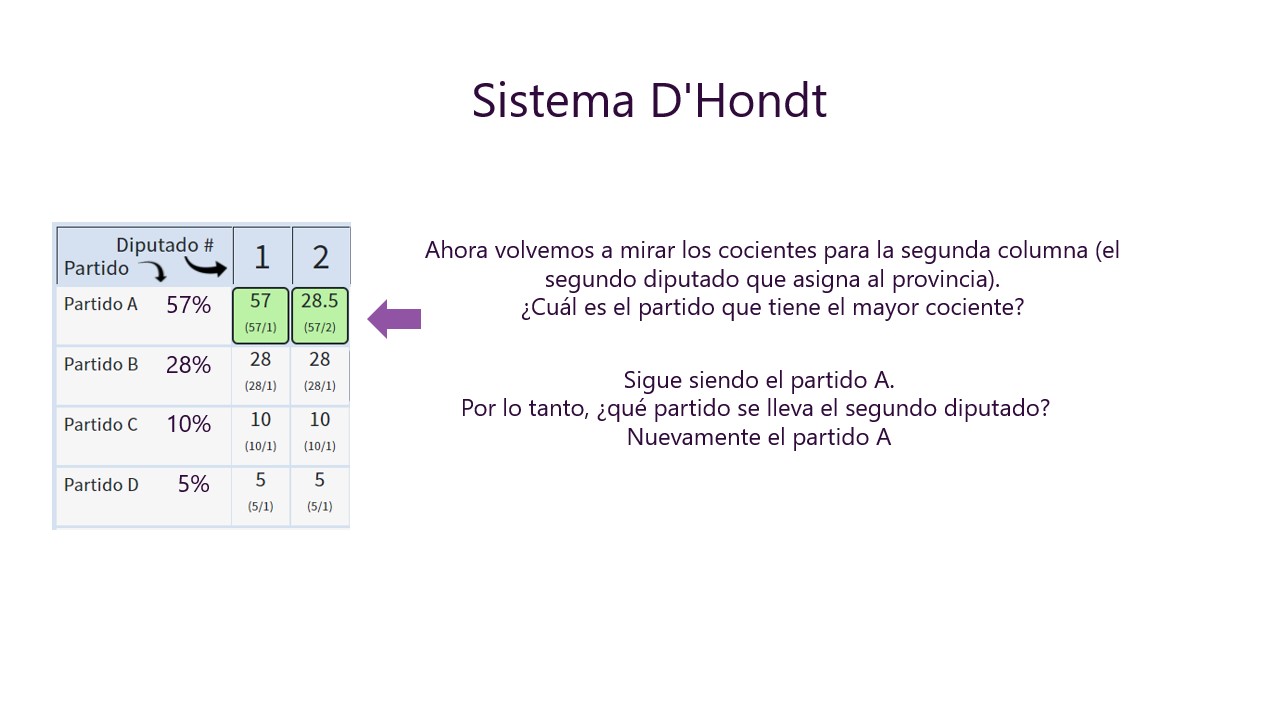 Sistema D'Hondt
Diputado #
Partido
1
2
Partido A 57% 57 28.5
(57/1) (57/2)
Partido B 28% 28 28
(28/1) (28/1)
Partido C 10% 10 10
(10/1) (10/1)
Partido D 5% 5 5
(5/1) (5/1)
Ahora volvemos a mirar los cocientes para la segunda columna (el
segundo diputado que asigna al provincia).
¿Cuál es el partido que tiene el mayor cociente?
Sigue siendo el partido A.
Por lo tanto, ¿qué partido se lleva el segundo diputado?
Nuevamente el partido A